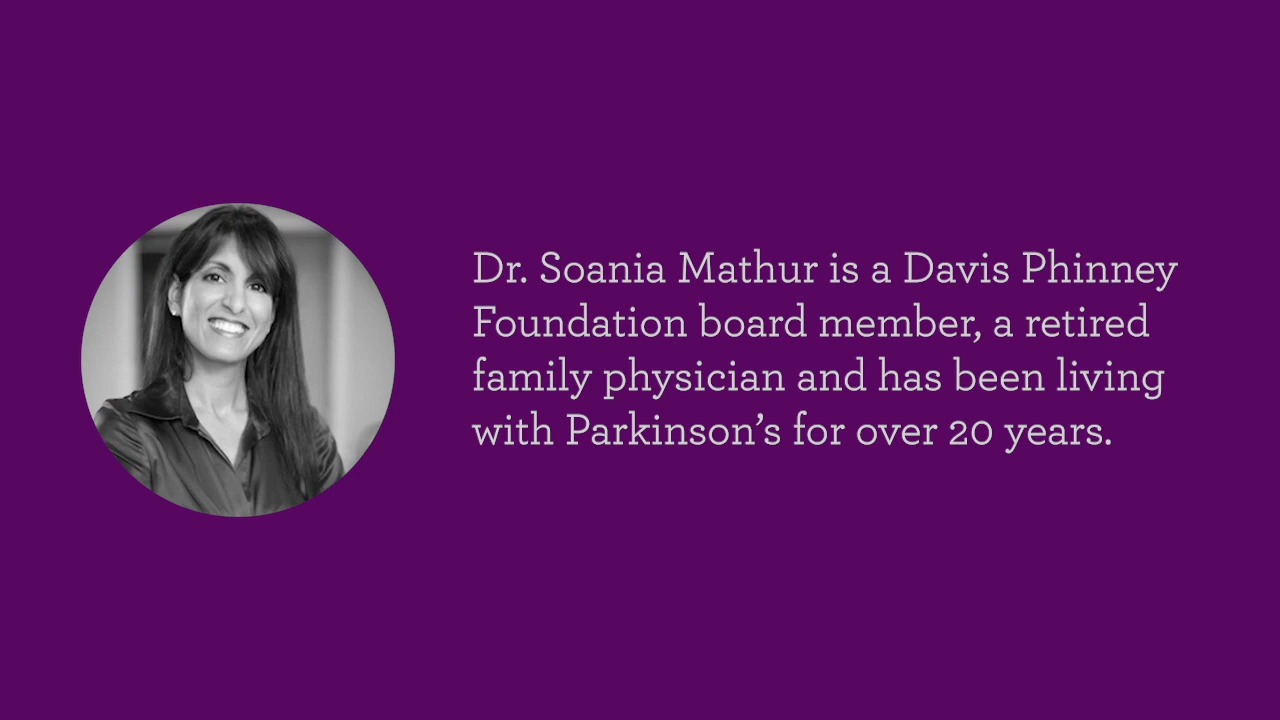 Dr. Soania Mathur is a Davis Phinney
Foundation board member, a retired
family physician and has been living
with Parkinson’s for over 20 years.